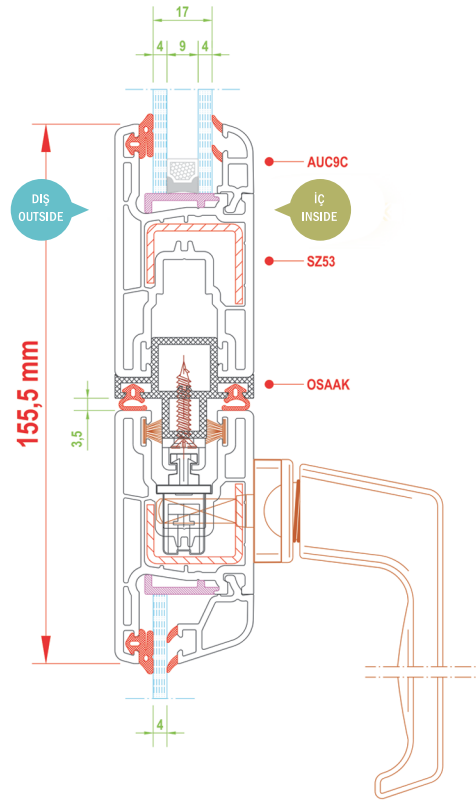 17
4 9 4
AUC9C
DIŞ
OUTSIDE
İÇ
INSIDE
SZ53
155,5 mm
3,5
OSAAK
4